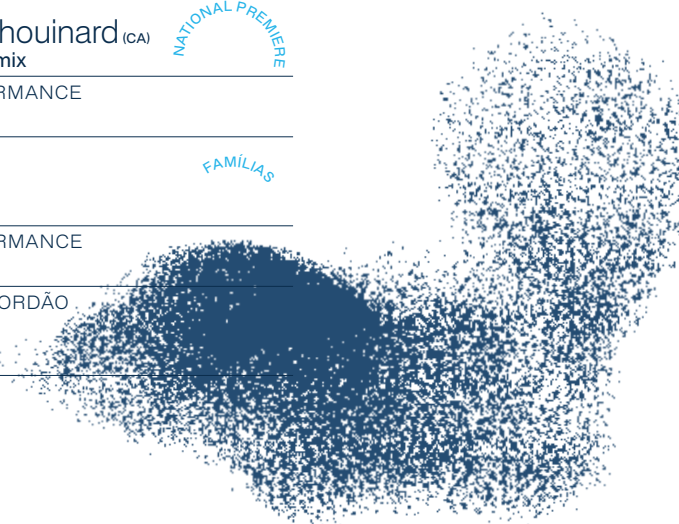 houinard (CA)
NATIONAL PREMIERE
mix
RMANCE
FAMÍLIAS
RMANCE
ORDÃO